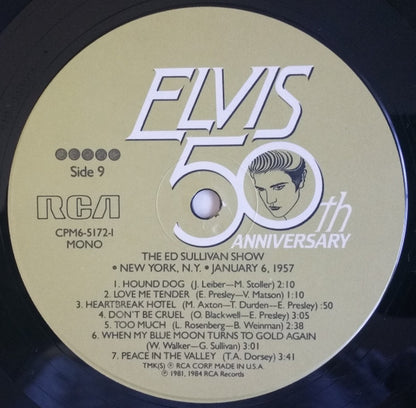 ELVIS
50th
ANNIVERSARY
Side 9
RCA
CPM6-5172-1
MONO
THE ED SULLIVAN SHOW
• NEW YORK, N.Y. • JANUARY 6, 1957
1. HOUND DOG (J. Leiber—M. Stoller) 2:10
2. LOVE ME TENDER (E. Presley—V. Matson) 1:10
3. HEARTBREAK HOTEL (M. Axton—T. Durden—E. Presley) :50
4. DON'T BE CRUEL (O. Blackwell—E. Presley) 3:05
5. TOO MUCH (L. Rosenberg—B. Weinman) 2:38
6. WHEN MY BLUE MOON TURNS TO GOLD AGAIN
(W. Walker—G. Sullivan) 3:01
7. PEACE IN THE VALLEY (T.A. Dorsey) 3:41
TMK(S) ® RCA CORP. MADE IN U.S.A.
℗ 1981, 1984 RCA Records